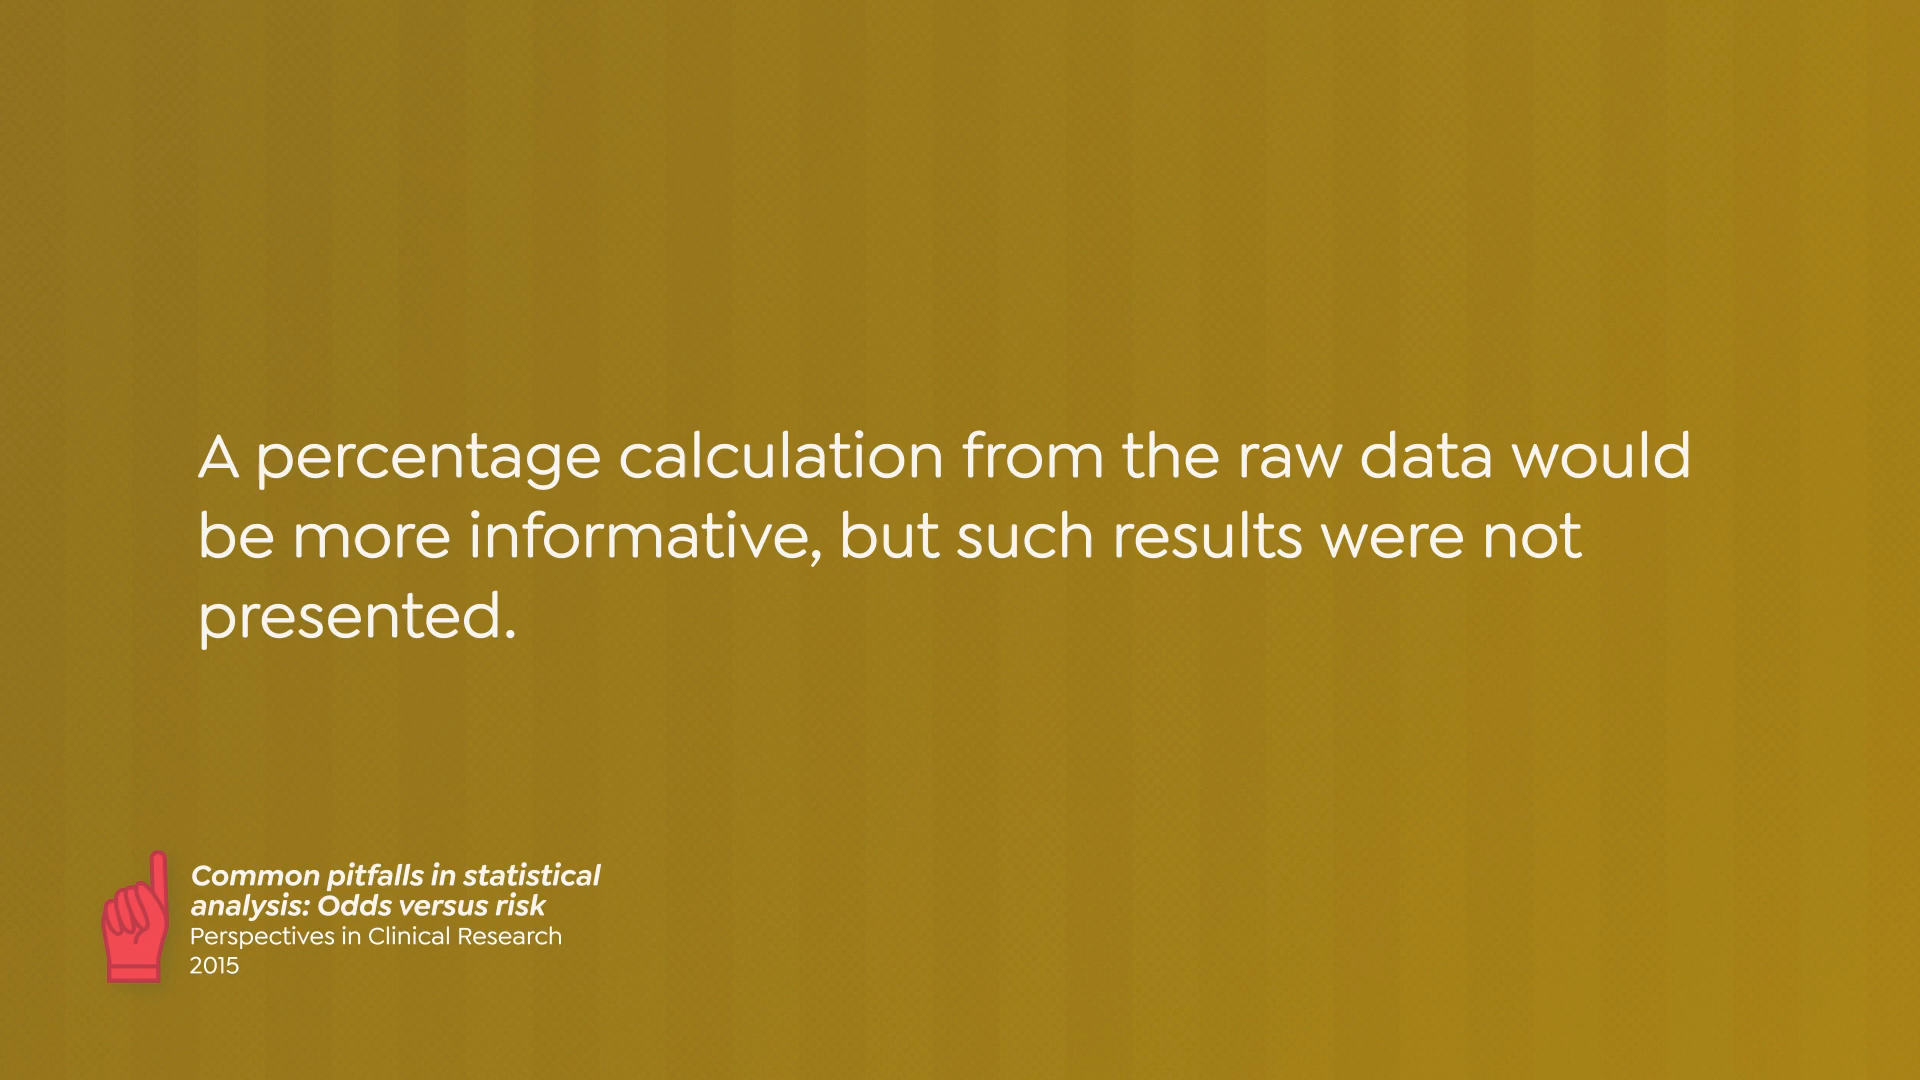 A percentage calculation from the raw data would
be more informative, but such results were not
presented.
Common pitfalls in statistical
analysis: Odds versus risk
Perspectives in Clinical Research
2015